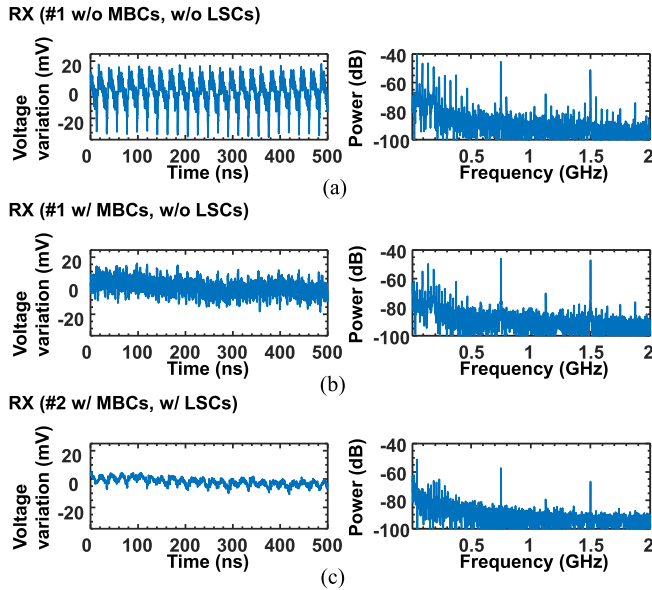 RX (#1 w/o MBCs, w/o LSCs)
Voltage
variation (mV)
20
0
-20
0 100 200 300 400 500
Time (ns)
Power (dB)
-40
-60
-80
-100
0.5 1 1.5 2
Frequency (GHz)
(a)
RX (#1 w/ MBCs, w/o LSCs)
Voltage
variation (mV)
20
0
-20
0 100 200 300 400 500
Time (ns)
Power (dB)
-40
-60
-80
-100
0.5 1 1.5 2
Frequency (GHz)
(b)
RX (#2 w/ MBCs, w/ LSCs)
Voltage
variation (mV)
20
0
-20
0 100 200 300 400 500
Time (ns)
Power (dB)
-40
-60
-80
-100
0.5 1 1.5 2
Frequency (GHz)
(c)